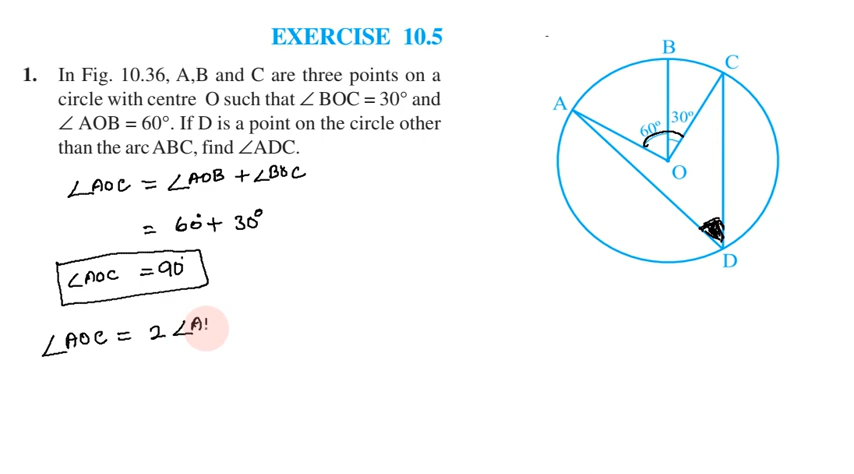 EXERCISE 10.5
1. In Fig. 10.36, A,B and C are three points on a
circle with centre O such that ∠ BOC = 30° and
∠ AOB = 60°. If D is a point on the circle other
than the arc ABC, find ∠ADC.
∠AOC = ∠AOB + ∠BOC
= 60° + 30°
∠AOC = 90°
∠AOC = 2 ∠A
B
C
A
60°
30°
O
D